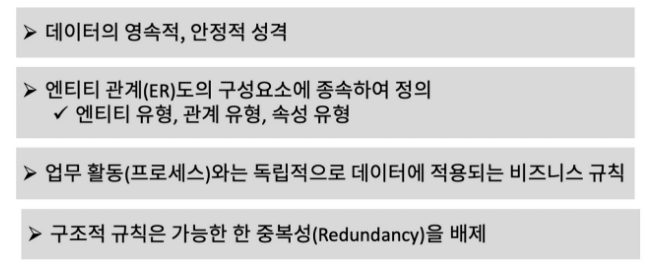 ➢ 데이터의 영속적, 안정적 성격
➢ 엔티티 관계(ER)도의 구성요소에 종속하여 정의
✓ 엔티티 유형, 관계 유형, 속성 유형
➢ 업무 활동(프로세스)와는 독립적으로 데이터에 적용되는 비즈니스 규칙
➢ 구조적 규칙은 가능한 한 중복성(Redundancy)을 배제